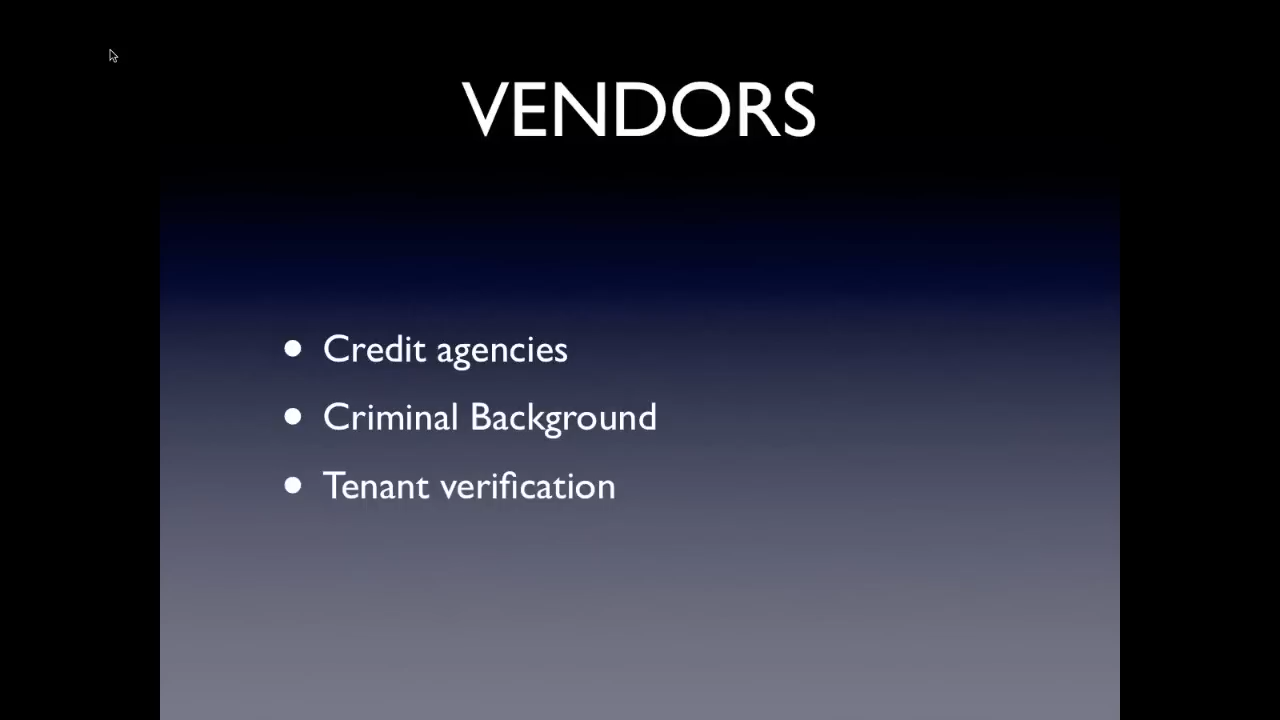 VENDORS
• Credit agencies
• Criminal Background
• Tenant verification